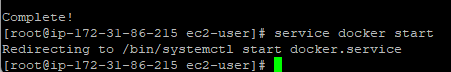 Complete!
[root@ip-172-31-86-215 ec2-user]# service docker start
Redirecting to /bin/systemctl start docker.service
[root@ip-172-31-86-215 ec2-user]#